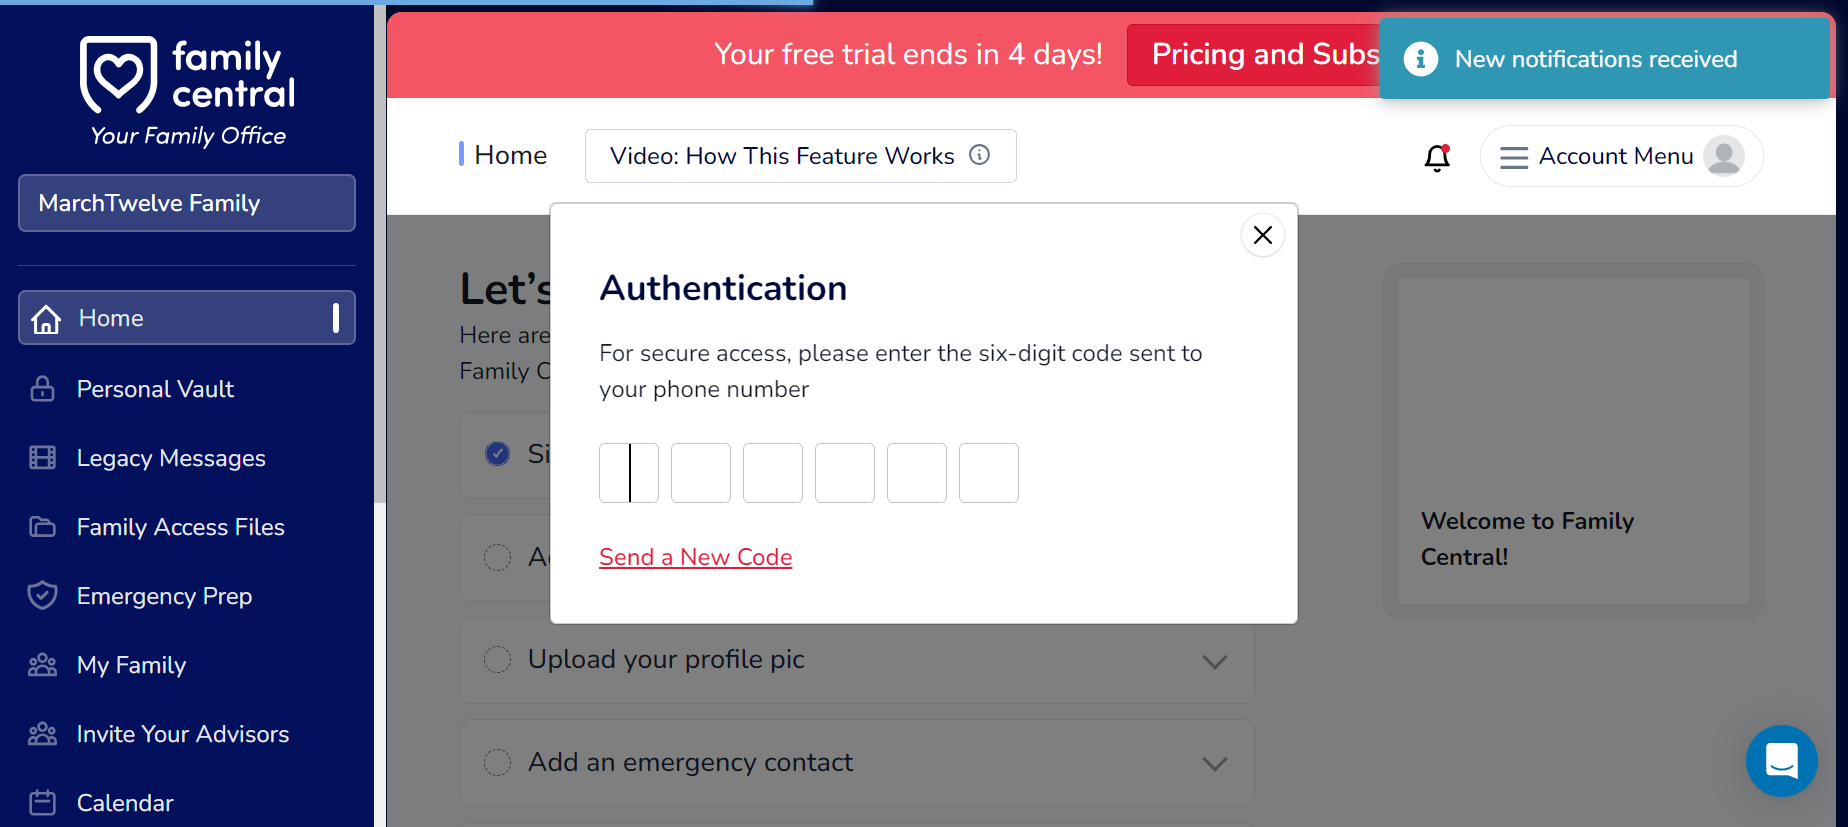 family
central
Your Family Office
MarchTwelve Family
Home
Personal Vault
Legacy Messages
Family Access Files
Emergency Prep
My Family
Invite Your Advisors
Calendar
Your free trial ends in 4 days!
Pricing and Subs
New notifications received
Home
Video: How This Feature Works
Account Menu
Let's
Here are
Family
Authentication
For secure access, please enter the six-digit code sent to
your phone number
Send a New Code
Upload your profile pic
Add an emergency contact
Welcome to Family
Central!